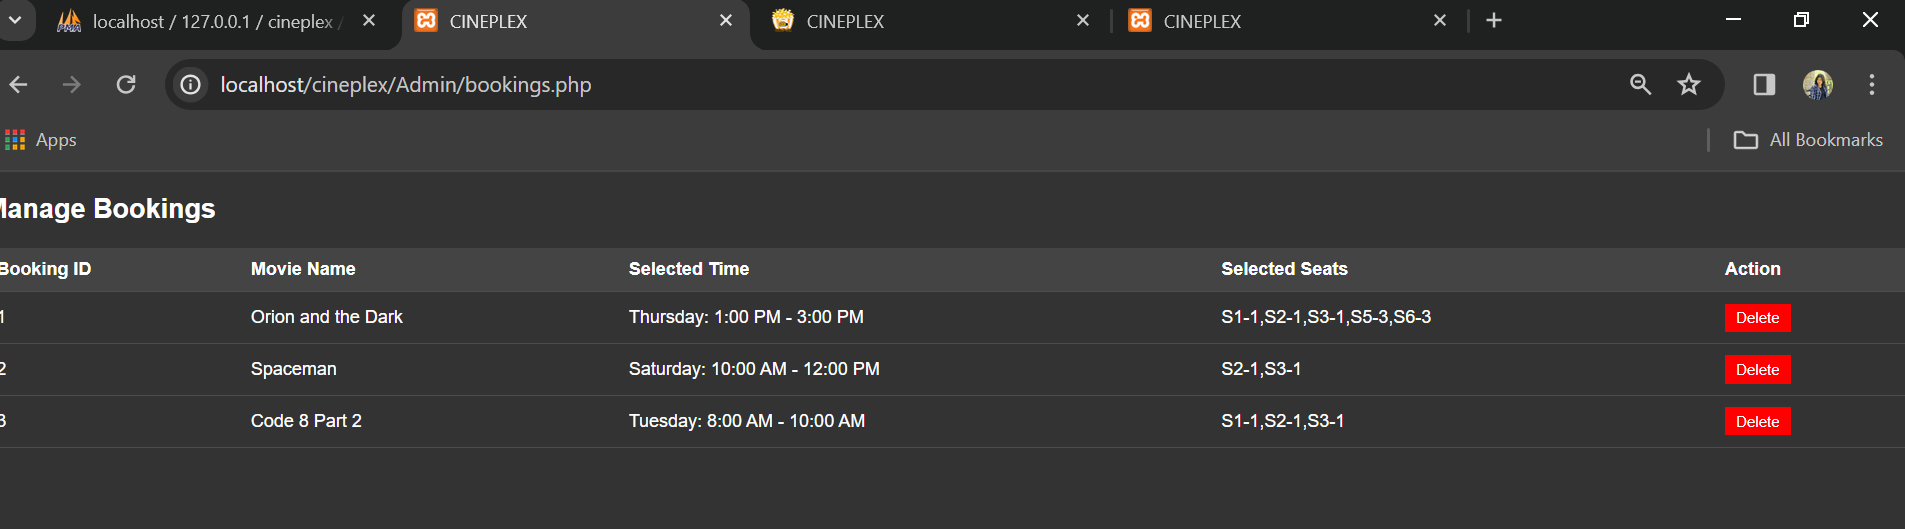 localhost / 127.0.0.1 / cineplex / CINEPLEX CINEPLEX CINEPLEX
localhost/cineplex/Admin/bookings.php
Apps All Bookmarks
Manage Bookings
Booking ID Movie Name Selected Time Selected Seats Action
1 Orion and the Dark Thursday: 1:00 PM - 3:00 PM S1-1,S2-1,S3-1,S5-3,S6-3 Delete
2 Spaceman Saturday: 10:00 AM - 12:00 PM S2-1,S3-1 Delete
3 Code 8 Part 2 Tuesday: 8:00 AM - 10:00 AM S1-1,S2-1,S3-1 Delete